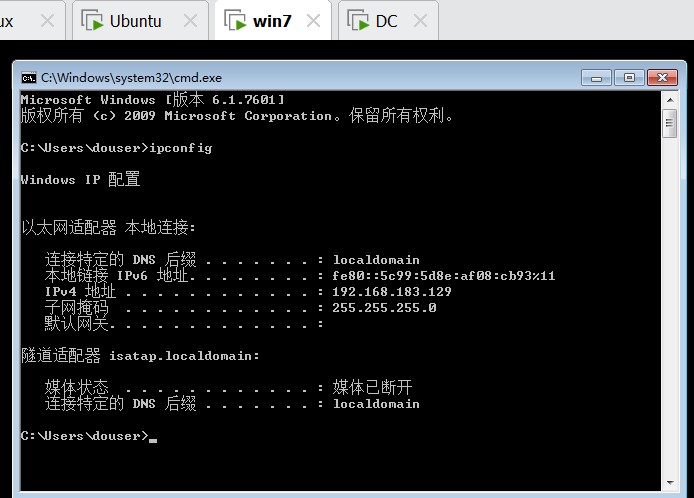 ux Ubuntu win7 DC
C:\Windows\system32\cmd.exe
Microsoft Windows [版本 6.1.7601]
版权所有 (c) 2009 Microsoft Corporation。保留所有权利。
C:\Users\douser>ipconfig
Windows IP 配置
以太网适配器 本地连接:
连接特定的 DNS 后缀 . . . . . . . : localdomain
本地链接 IPv6 地址. . . . . . . . : fe80::5c99:5d8e:af08:cb93%11
IPv4 地址 . . . . . . . . . . . . : 192.168.183.129
子网掩码 . . . . . . . . . . . . : 255.255.255.0
默认网关. . . . . . . . . . . . . :
隧道适配器 isatap.localdomain:
媒体状态 . . . . . . . . . . . . : 媒体已断开
连接特定的 DNS 后缀 . . . . . . . : localdomain
C:\Users\douser>